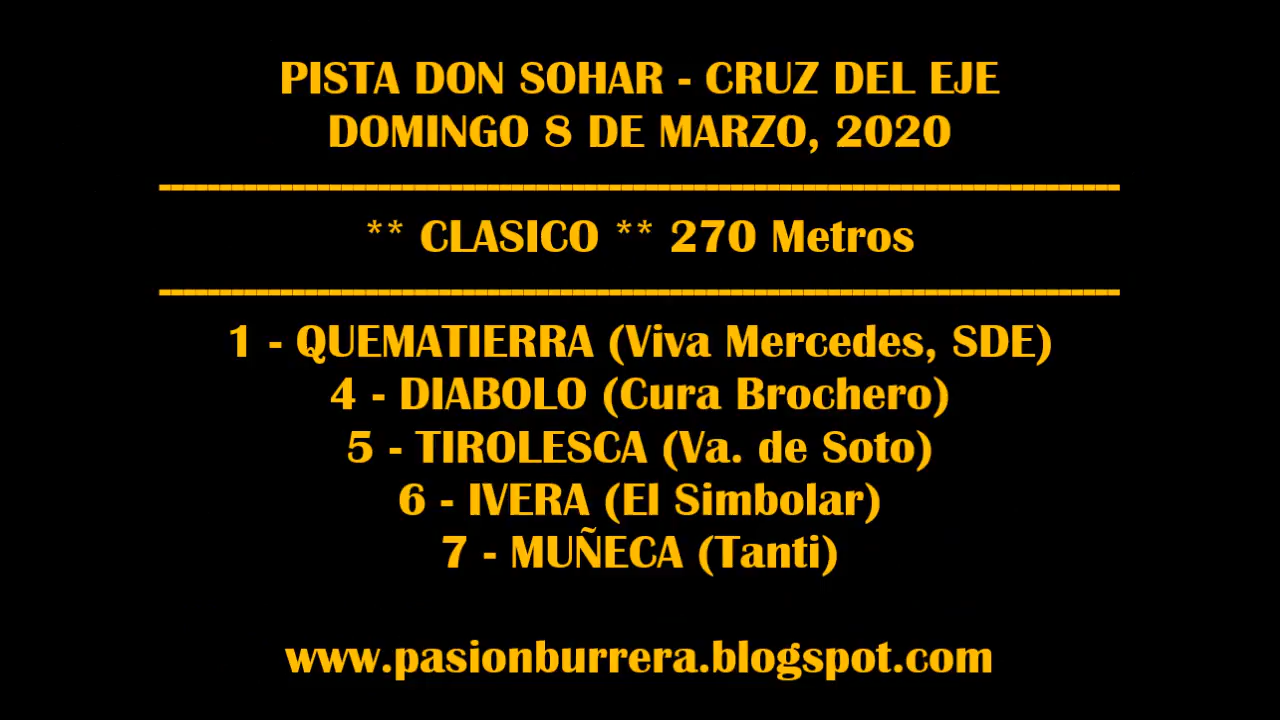 PISTA DON SOHAR - CRUZ DEL EJE
DOMINGO 8 DE MARZO, 2020
** CLASICO ** 270 Metros
1 - QUEMATIERRA (Viva Mercedes, SDE)
4 - DIABOLO (Cura Brochero)
5 - TIROLESCA (Va. de Soto)
6 - IVERA (El Simbolar)
7 - MUÑECA (Tanti)
www.pasionburrera.blogspot.com